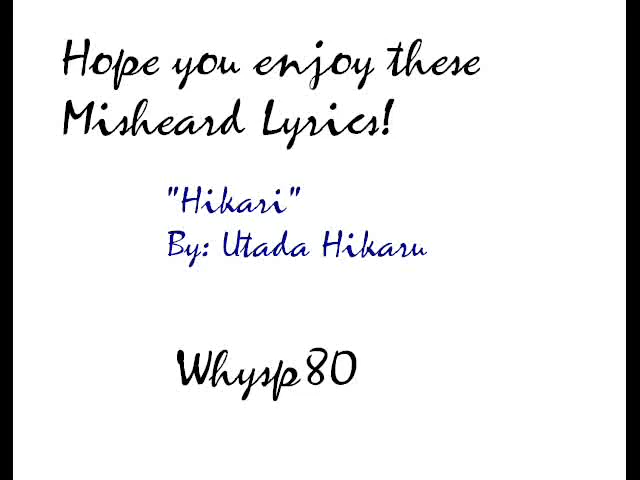 Hope you enjoy these
Misheard Lyrics!
"Hikari"
By: Utada Hikaru
Whysp80